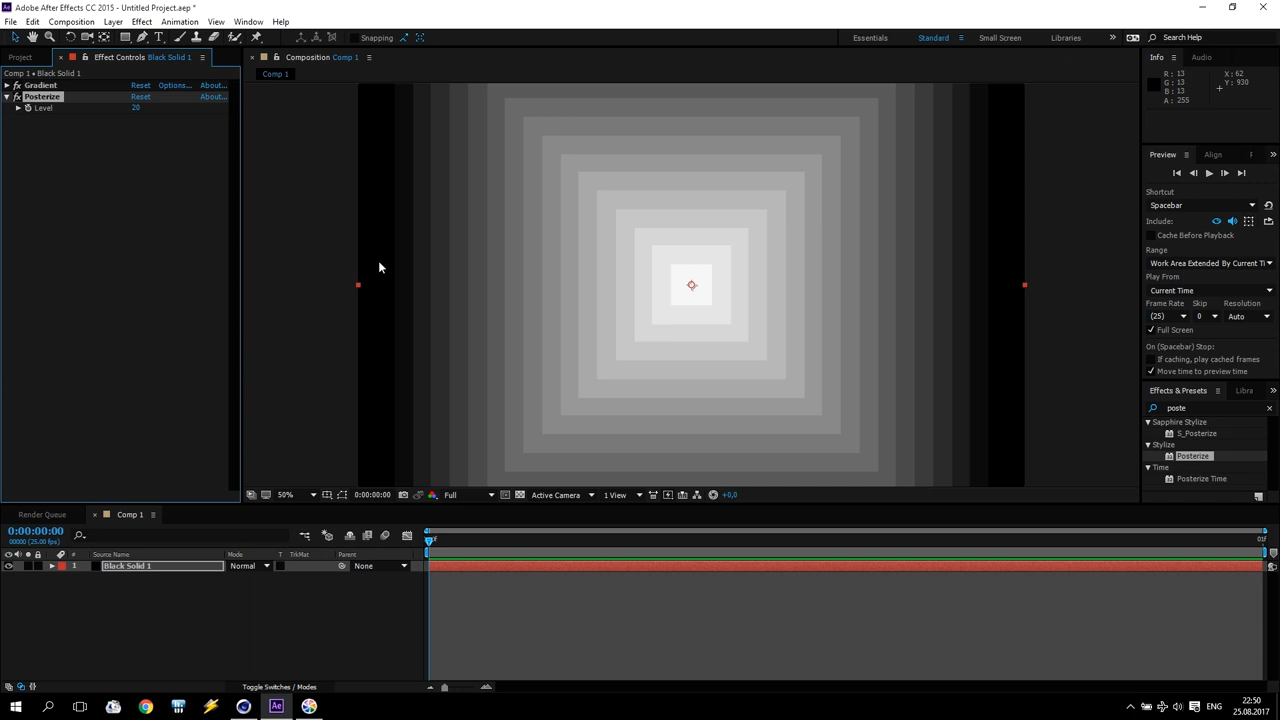 Adobe After Effects CC 2015 - Untitled Project.aep *
File Edit Composition Layer Effect Animation View Window Help
Snapping Essentials Standard Small Screen Libraries Search Help
Project Effect Controls Black Solid 1 Composition Comp 1 Info Audio
Comp 1 • Black Solid 1 Comp 1
Gradient Reset Options... About...
Posterize Reset About...
Level 20
R : 13
G : 13
B : 13
A : 255
X : 62
Y : 930
Preview Align
Shortcut
Spacebar
Include:
Cache Before Playback
Range
Work Area Extended By Current Ti
Play From
Current Time
Frame Rate Skip Resolution
(25) 0 Auto
Full Screen
On (Spacebar) Stop:
If caching, play cached frames
Move time to preview time
Effects & Presets Libra
poste
Sapphire Stylize
S_Posterize
Stylize
Posterize
Time
Posterize Time
50% 0:00:00:00 Full Active Camera 1 View +0,0
Render Queue Comp 1
0:00:00:00
00000 (25.00 fps)
# Source Name Mode T TrkMat Parent
1 Black Solid 1 Normal None
01f
Toggle Switches / Modes
ENG
22:50
25.08.2017